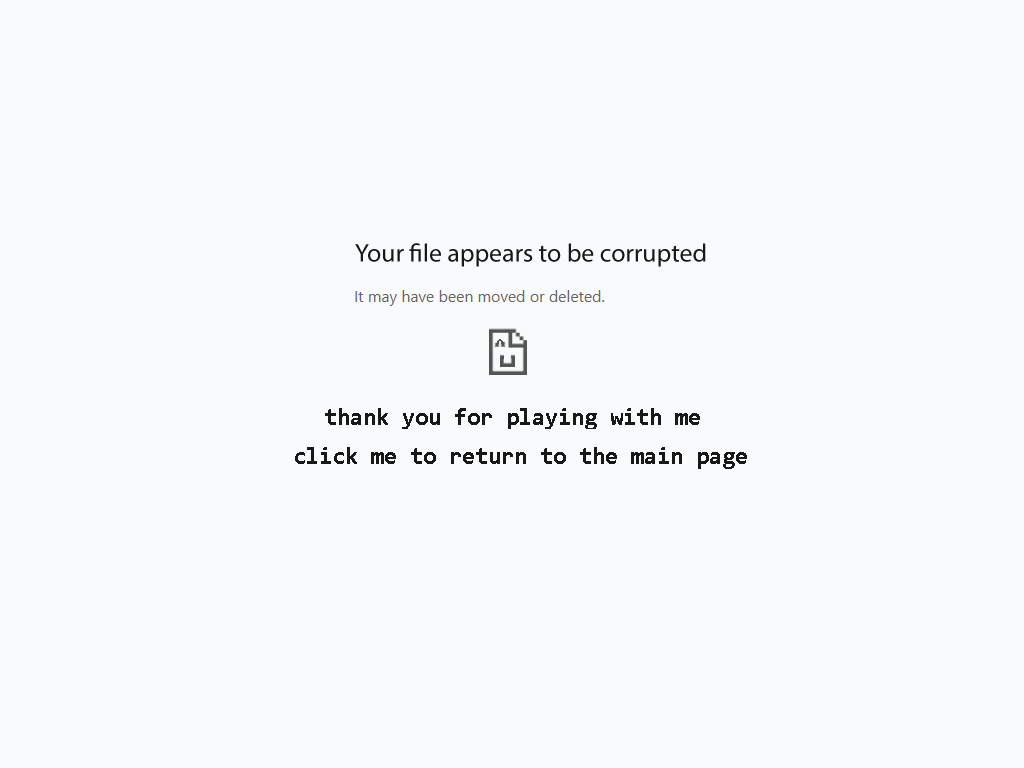 Your file appears to be corrupted
It may have been moved or deleted.
thank you for playing with me
click me to return to the main page